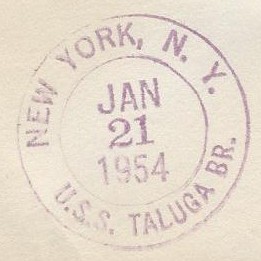 NEW YORK, N. Y.
JAN
21
1954
U.S.S. TALUGA BR.